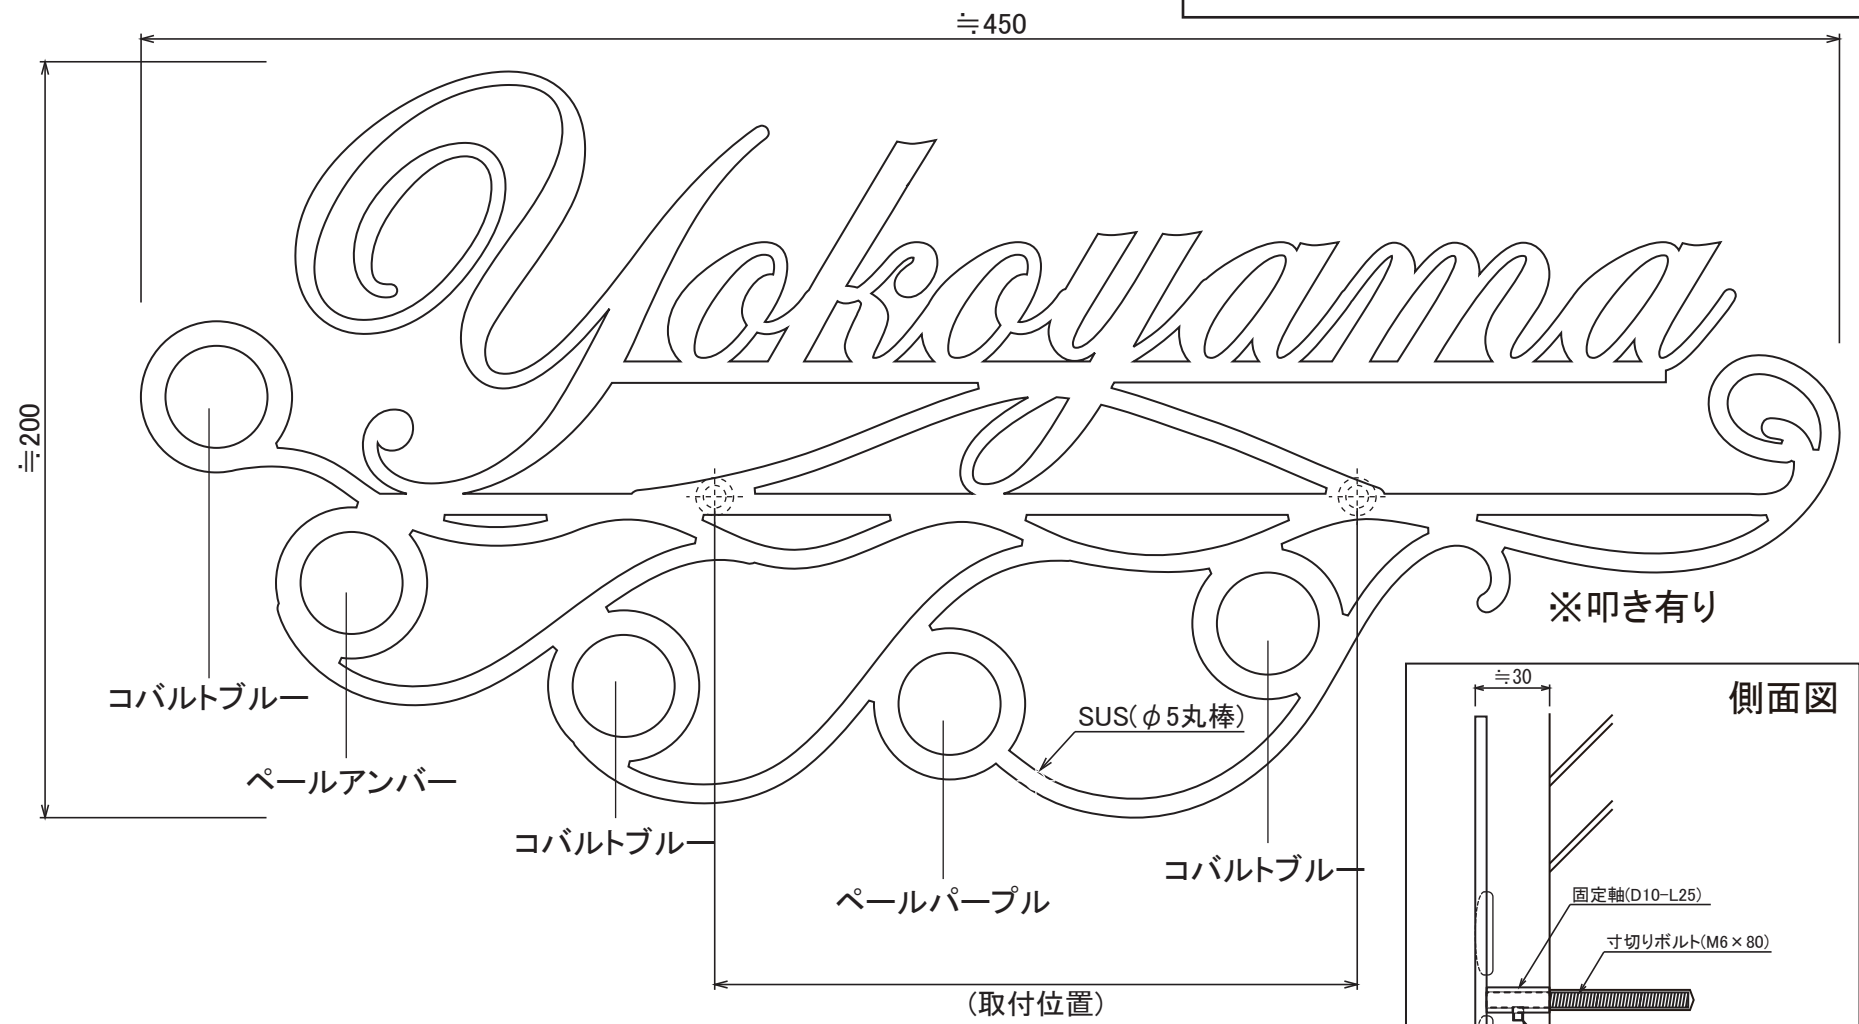 ≒450
≒200
Yokoyama
※叩き有り
コバルトブルー
ペールアンバー
コバルトブルー
ペールパープル
コバルトブルー
SUS(φ5丸棒)
(取付位置)
側面図
≒30
固定軸(D10-L25)
寸切りボルト(M6×80)